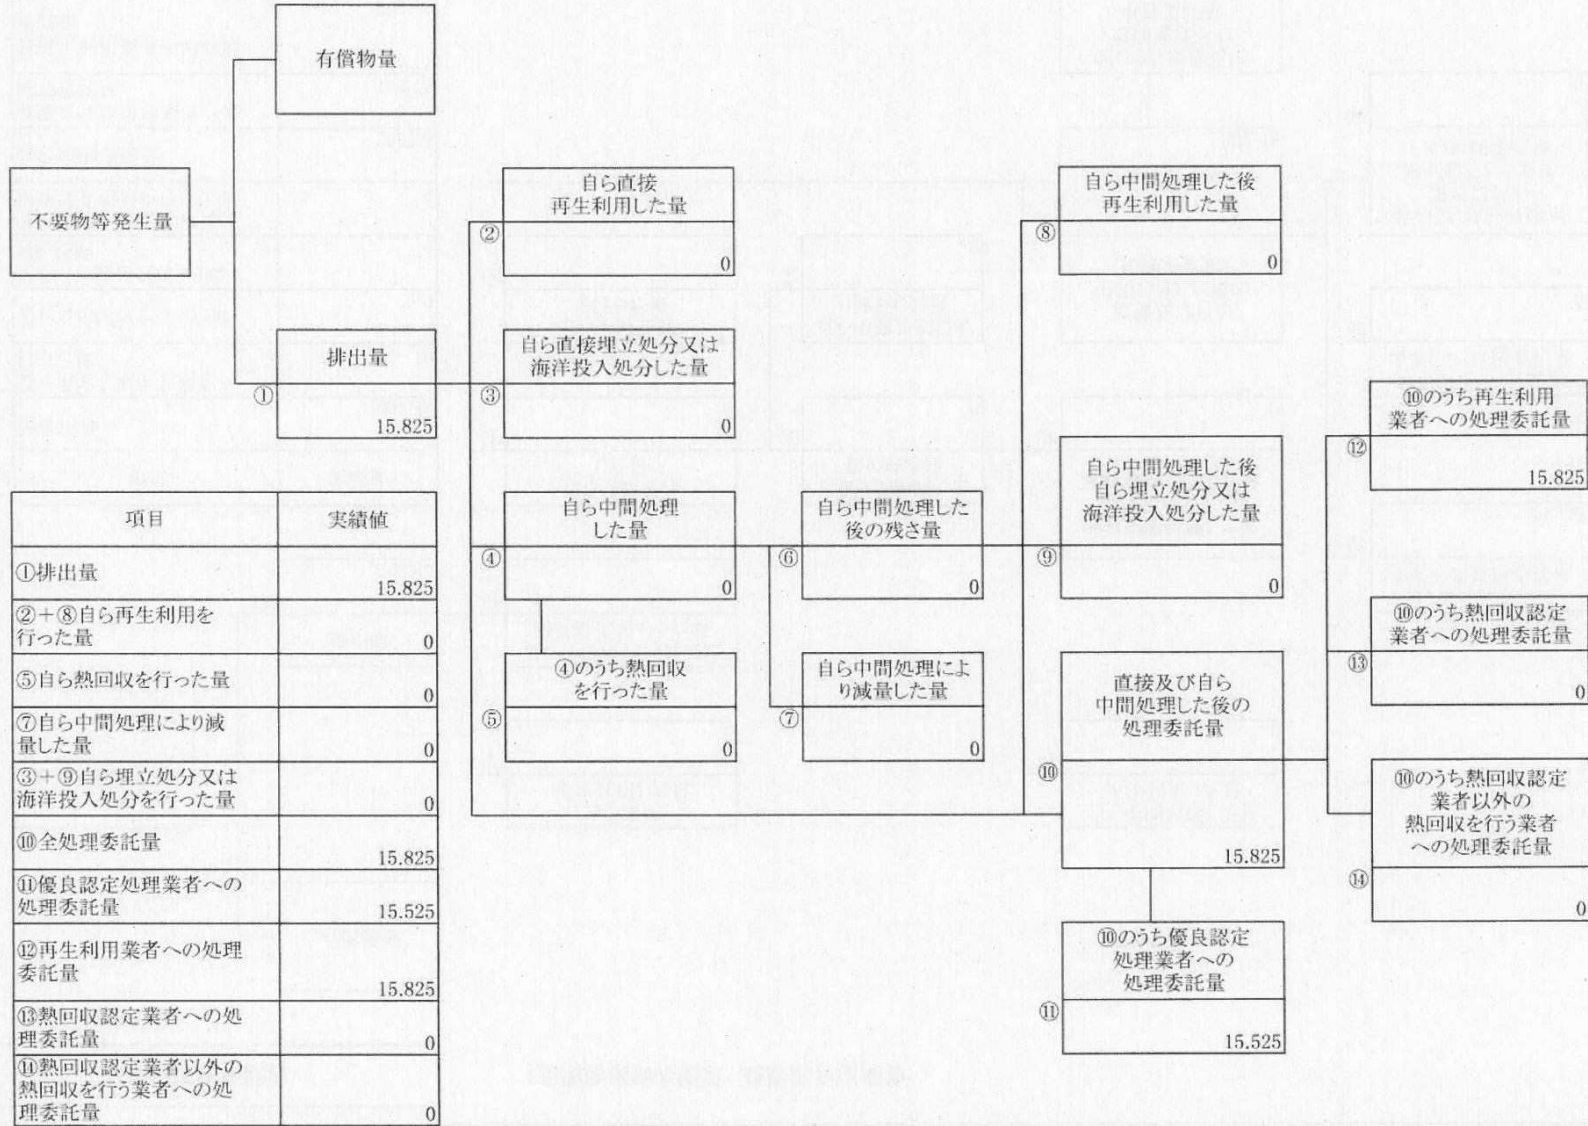 有償物量
不要物等発生量
①
排出量
15.825
②
自ら直接
再生利用した量
0
③
自ら直接埋立処分又は
海洋投入処分した量
0
④
自ら中間処理
した量
0
⑤
④のうち熱回収
を行った量
0
⑥
自ら中間処理した
後の残さ量
0
⑦
自ら中間処理によ
り減量した量
0
⑧
自ら中間処理した後
再生利用した量
0
⑨
自ら中間処理した後
自ら埋立処分又は
海洋投入処分した量
0
⑩
直接及び自ら
中間処理した後の
処理委託量
15.825
⑪
⑩のうち優良認定
処理業者への
処理委託量
15.525
⑫
⑩のうち再生利用
業者への処理委託量
15.825
⑬
⑩のうち熱回収認定
業者への処理委託量
0
⑭
⑩のうち熱回収認定
業者以外の
熱回収を行う業者
への処理委託量
0
項目 実績値
①排出量
15.825
②+⑧自ら再生利用を
行った量 0
⑤自ら熱回収を行った量
0
⑦自ら中間処理により減
量した量 0
③+⑨自ら埋立処分又は
海洋投入処分を行った量 0
⑩全処理委託量
15.825
⑪優良認定処理業者への
処理委託量 15.525
⑫再生利用業者への処理
委託量
15.825
⑬熱回収認定業者への処
理委託量 0
⑭熱回収認定業者以外の
熱回収を行う業者への処
理委託量 0